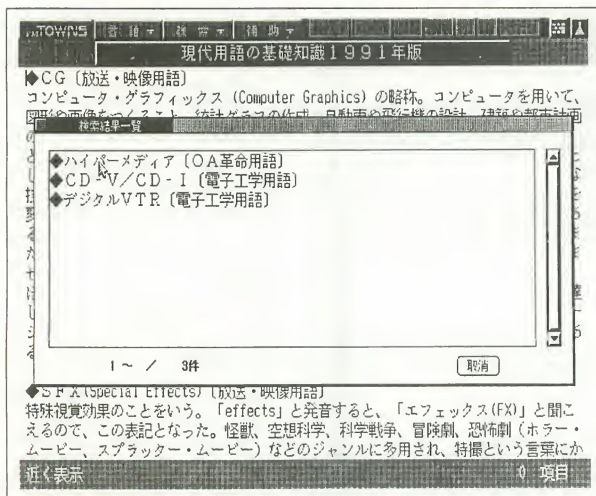 TOWNS
現代用語の基礎知識1991年版
◆CG〔放送・映像用語〕
コンピュータ・グラフィックス (Computer Graphics) の略称。コンピュータを用いて、
検索結果一覧
◆ハイパーメディア〔OA革命用語〕
◆CD-V/CD-I〔電子工学用語〕
◆デジタルVTR〔電子工学用語〕
1 ~ / 3件
取消
◆SFX(Special Effects)〔放送・映像用語〕
特殊視覚効果のことをいう。「effects」と発音すると、「エフェックス(FX)」と聞こ
えるので、この表記となった。怪獣、空想科学、科学戦争、冒険劇、恐怖劇(ホラー・
ムービー、スプラッター・ムービー)などのジャンルに多用され、特撮という言葉にか
近く表示
0 項目